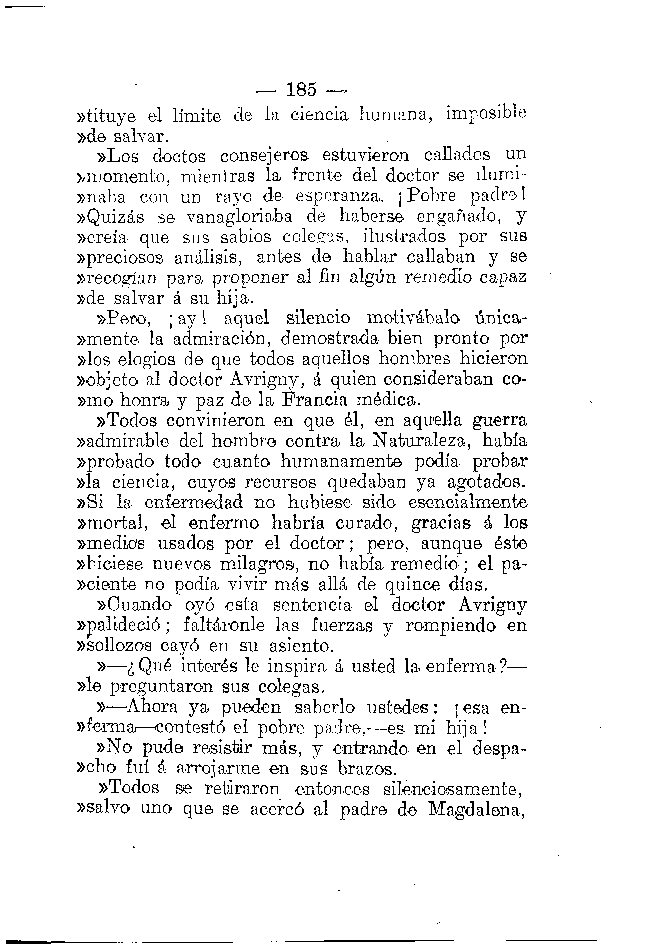 — 185 —
»tituye el límite de la ciencia humana, imposible
»de salvar.
»Los doctos consejeros estuvieron callados un
»momento, mientras la frente del doctor se ilumi-
»naba con un rayo de esperanza. ¡Pobre padre!
»Quizás se vanagloriaba de haberse engañado, y
»creía que sus sabios colegas, ilustrados por sus
»preciosos análisis, antes de hablar callaban y se
»recogían para proponer al fin algún remedio capaz
»de salvar á su hija.
»Pero, ¡ay! aquel silencio motivábalo única-
»mente la admiración, demostrada bien pronto por
»los elogios de que todos aquellos hombres hicieron
»objeto al doctor Avrigny, á quien consideraban co-
»mo honra y paz de la Francia médica.
»Todos convinieron en que él, en aquella guerra
»admirable del hombre contra la Naturaleza, había
»probado todo cuanto humanamente podía probar
»la ciencia, cuyos recursos quedaban ya agotados.
»Si la enfermedad no hubiese sido esencialmente
»mortal, el enfermo habría curado, gracias á los
»medios usados por el doctor; pero, aunque éste
»hiciese nuevos milagros, no había remedio; el pa-
»ciente no podía vivir más allá de quince días.
»Cuando oyó esta sentencia el doctor Avrigny
»palideció; faltáronle las fuerzas y rompiendo en
»sollozos cayó en su asiento.
»—¿Qué interés le inspira á usted la enferma?—
»le preguntaron sus colegas.
»—Ahora ya pueden saberlo ustedes: ¡esa en-
»ferma—contestó el pobre padre,—es mi hija!
»No pude resistir más, y entrando en el despa-
»cho fuí á arrojarme en sus brazos.
»Todos se retiraron entonces silenciosamente,
»salvo uno que se acercó al padre de Magdalena,